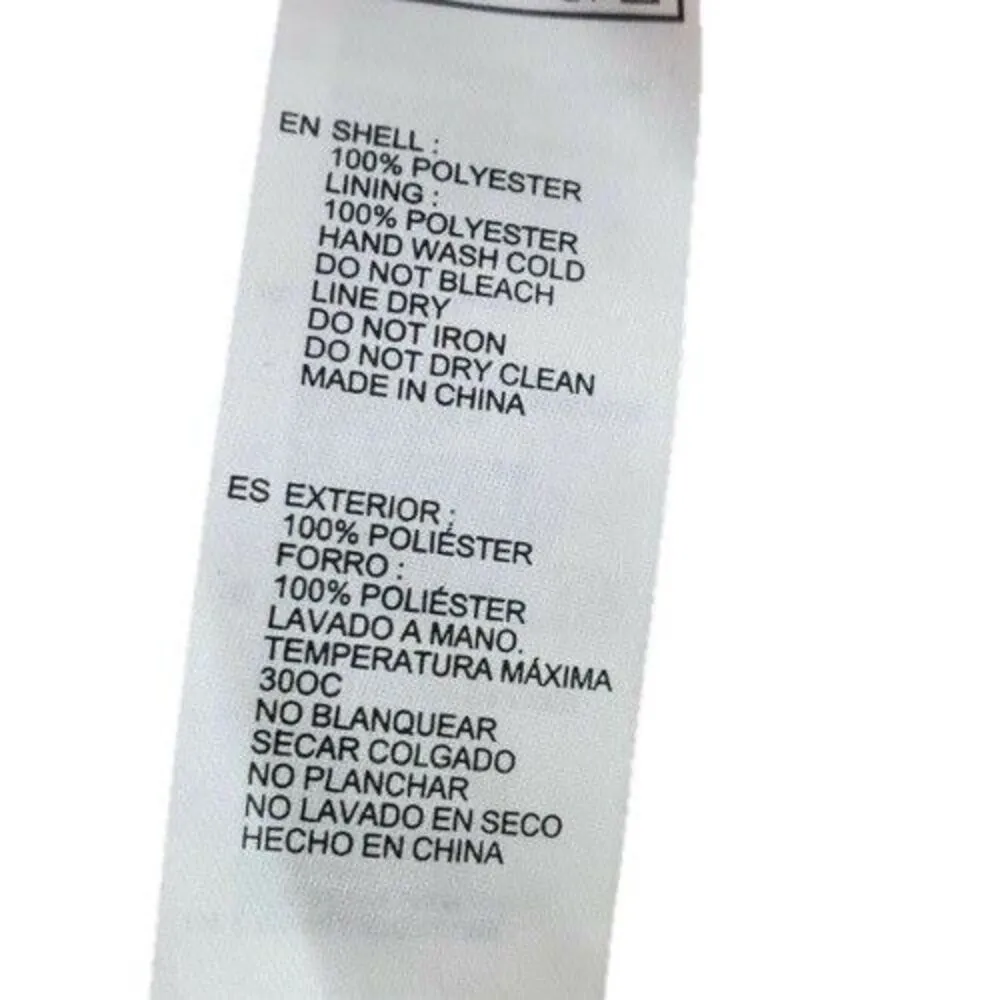 EN SHELL :
100% POLYESTER
LINING :
100% POLYESTER
HAND WASH COLD
DO NOT BLEACH
LINE DRY
DO NOT IRON
DO NOT DRY CLEAN
MADE IN CHINA
ES EXTERIOR :
100% POLIÉSTER
FORRO :
100% POLIÉSTER
LAVADO A MANO.
TEMPERATURA MÁXIMA
30OC
NO BLANQUEAR
SECAR COLGADO
NO PLANCHAR
NO LAVADO EN SECO
HECHO EN CHINA